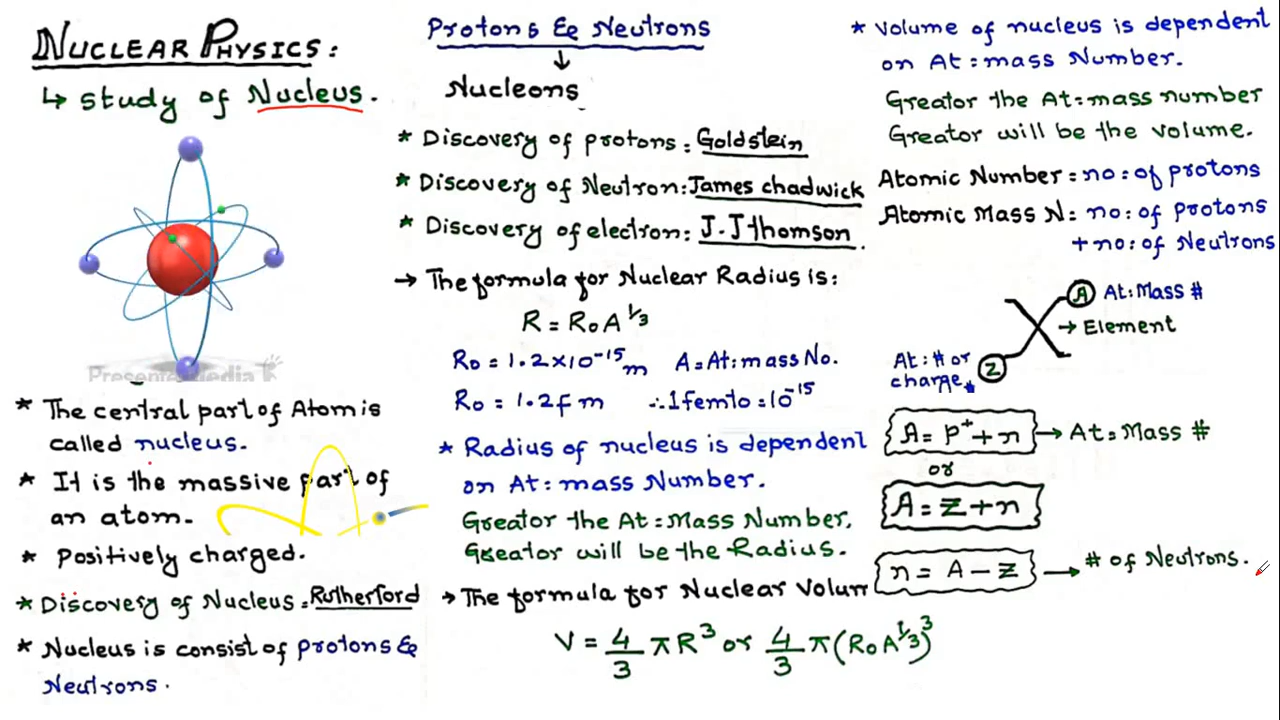 NUCLEAR PHYSICS:
↳ study of Nucleus.
Presente Media
* The central part of Atom is
called nucleus.
* It is the massive part of
an atom.
* Positively charged.
* Discovery of Nucleus = Rutherford
* Nucleus is consist of protons &
Neutrons.
Protons & Neutrons
↓
Nucleons
* Discovery of protons: Goldstein
* Discovery of Neutron: James chadwick
* Discovery of electron: J.J thomson.
→ The formula for Nuclear Radius is:
R = R₀A^1/3
R₀ = 1.2×10^-15 m A = At: mass No.
R₀ = 1.2f m ∴ 1 femto = 10^-15
* Radius of nucleus is dependent
on At: mass Number.
Greator the At: Mass Number,
Greator will be the Radius.
→ The formula for Nuclear Volum
V = 4/3 πR³ or 4/3 π(R₀A^1/3)³
* Volume of nucleus is dependent
on At: mass Number.
Greator the At: mass number
Greator will be the volume.
Atomic Number = no: of protons
Atomic Mass N: = no: of protons
+ no: of Neutrons
A At: Mass #
X → Element
At: # or
charge # Z
A = p⁺ + n → At: Mass #
or
A = Z + n
n = A − Z → # of Neutrons.